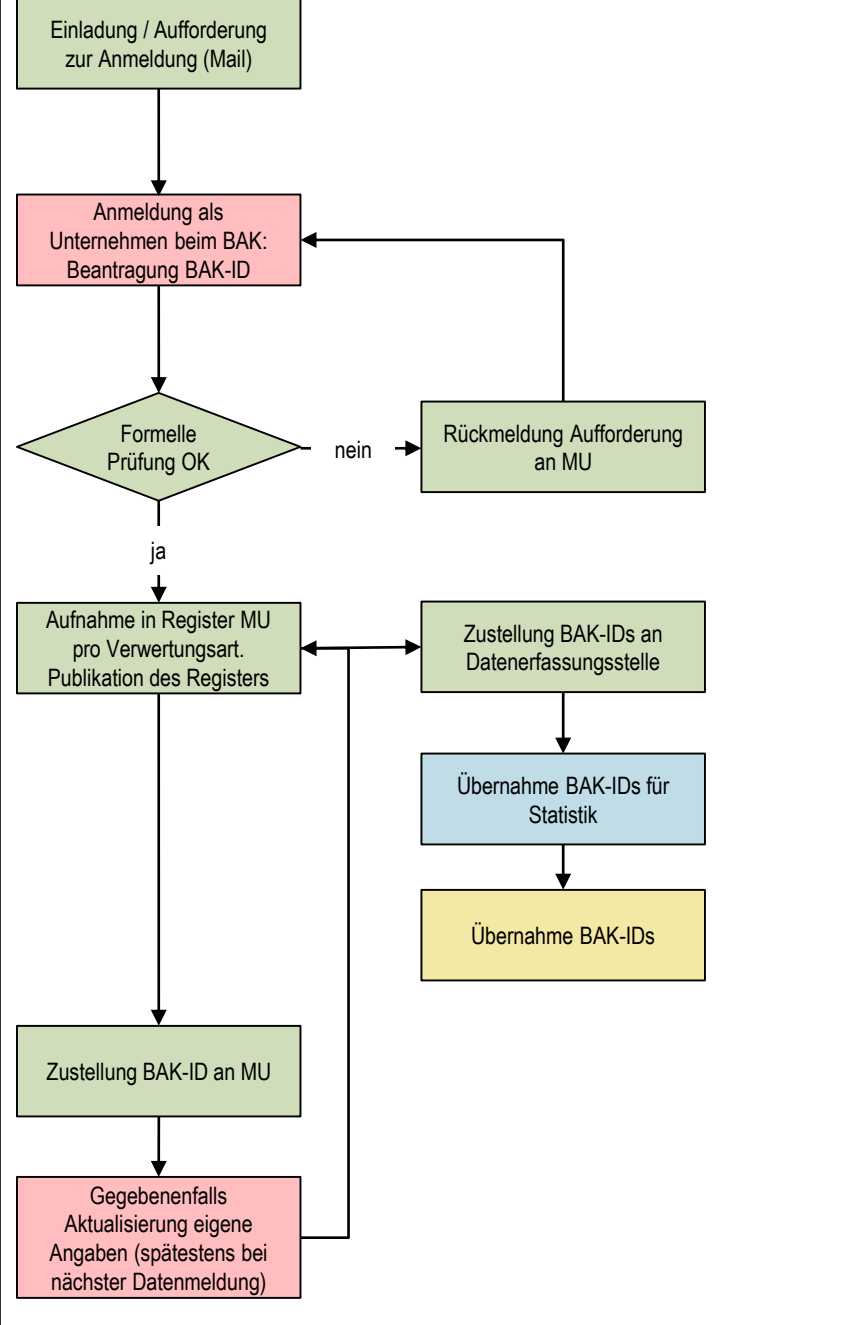 Einladung / Aufforderung
zur Anmeldung (Mail)
Anmeldung als
Unternehmen beim BAK:
Beantragung BAK-ID
Formelle
Prüfung OK
nein
Rückmeldung Aufforderung
an MU
ja
Aufnahme in Register MU
pro Verwertungsart.
Publikation des Registers
Zustellung BAK-IDs an
Datenerfassungsstelle
Übernahme BAK-IDs für
Statistik
Übernahme BAK-IDs
Zustellung BAK-ID an MU
Gegebenenfalls
Aktualisierung eigene
Angaben (spätestens bei
nächster Datenmeldung)